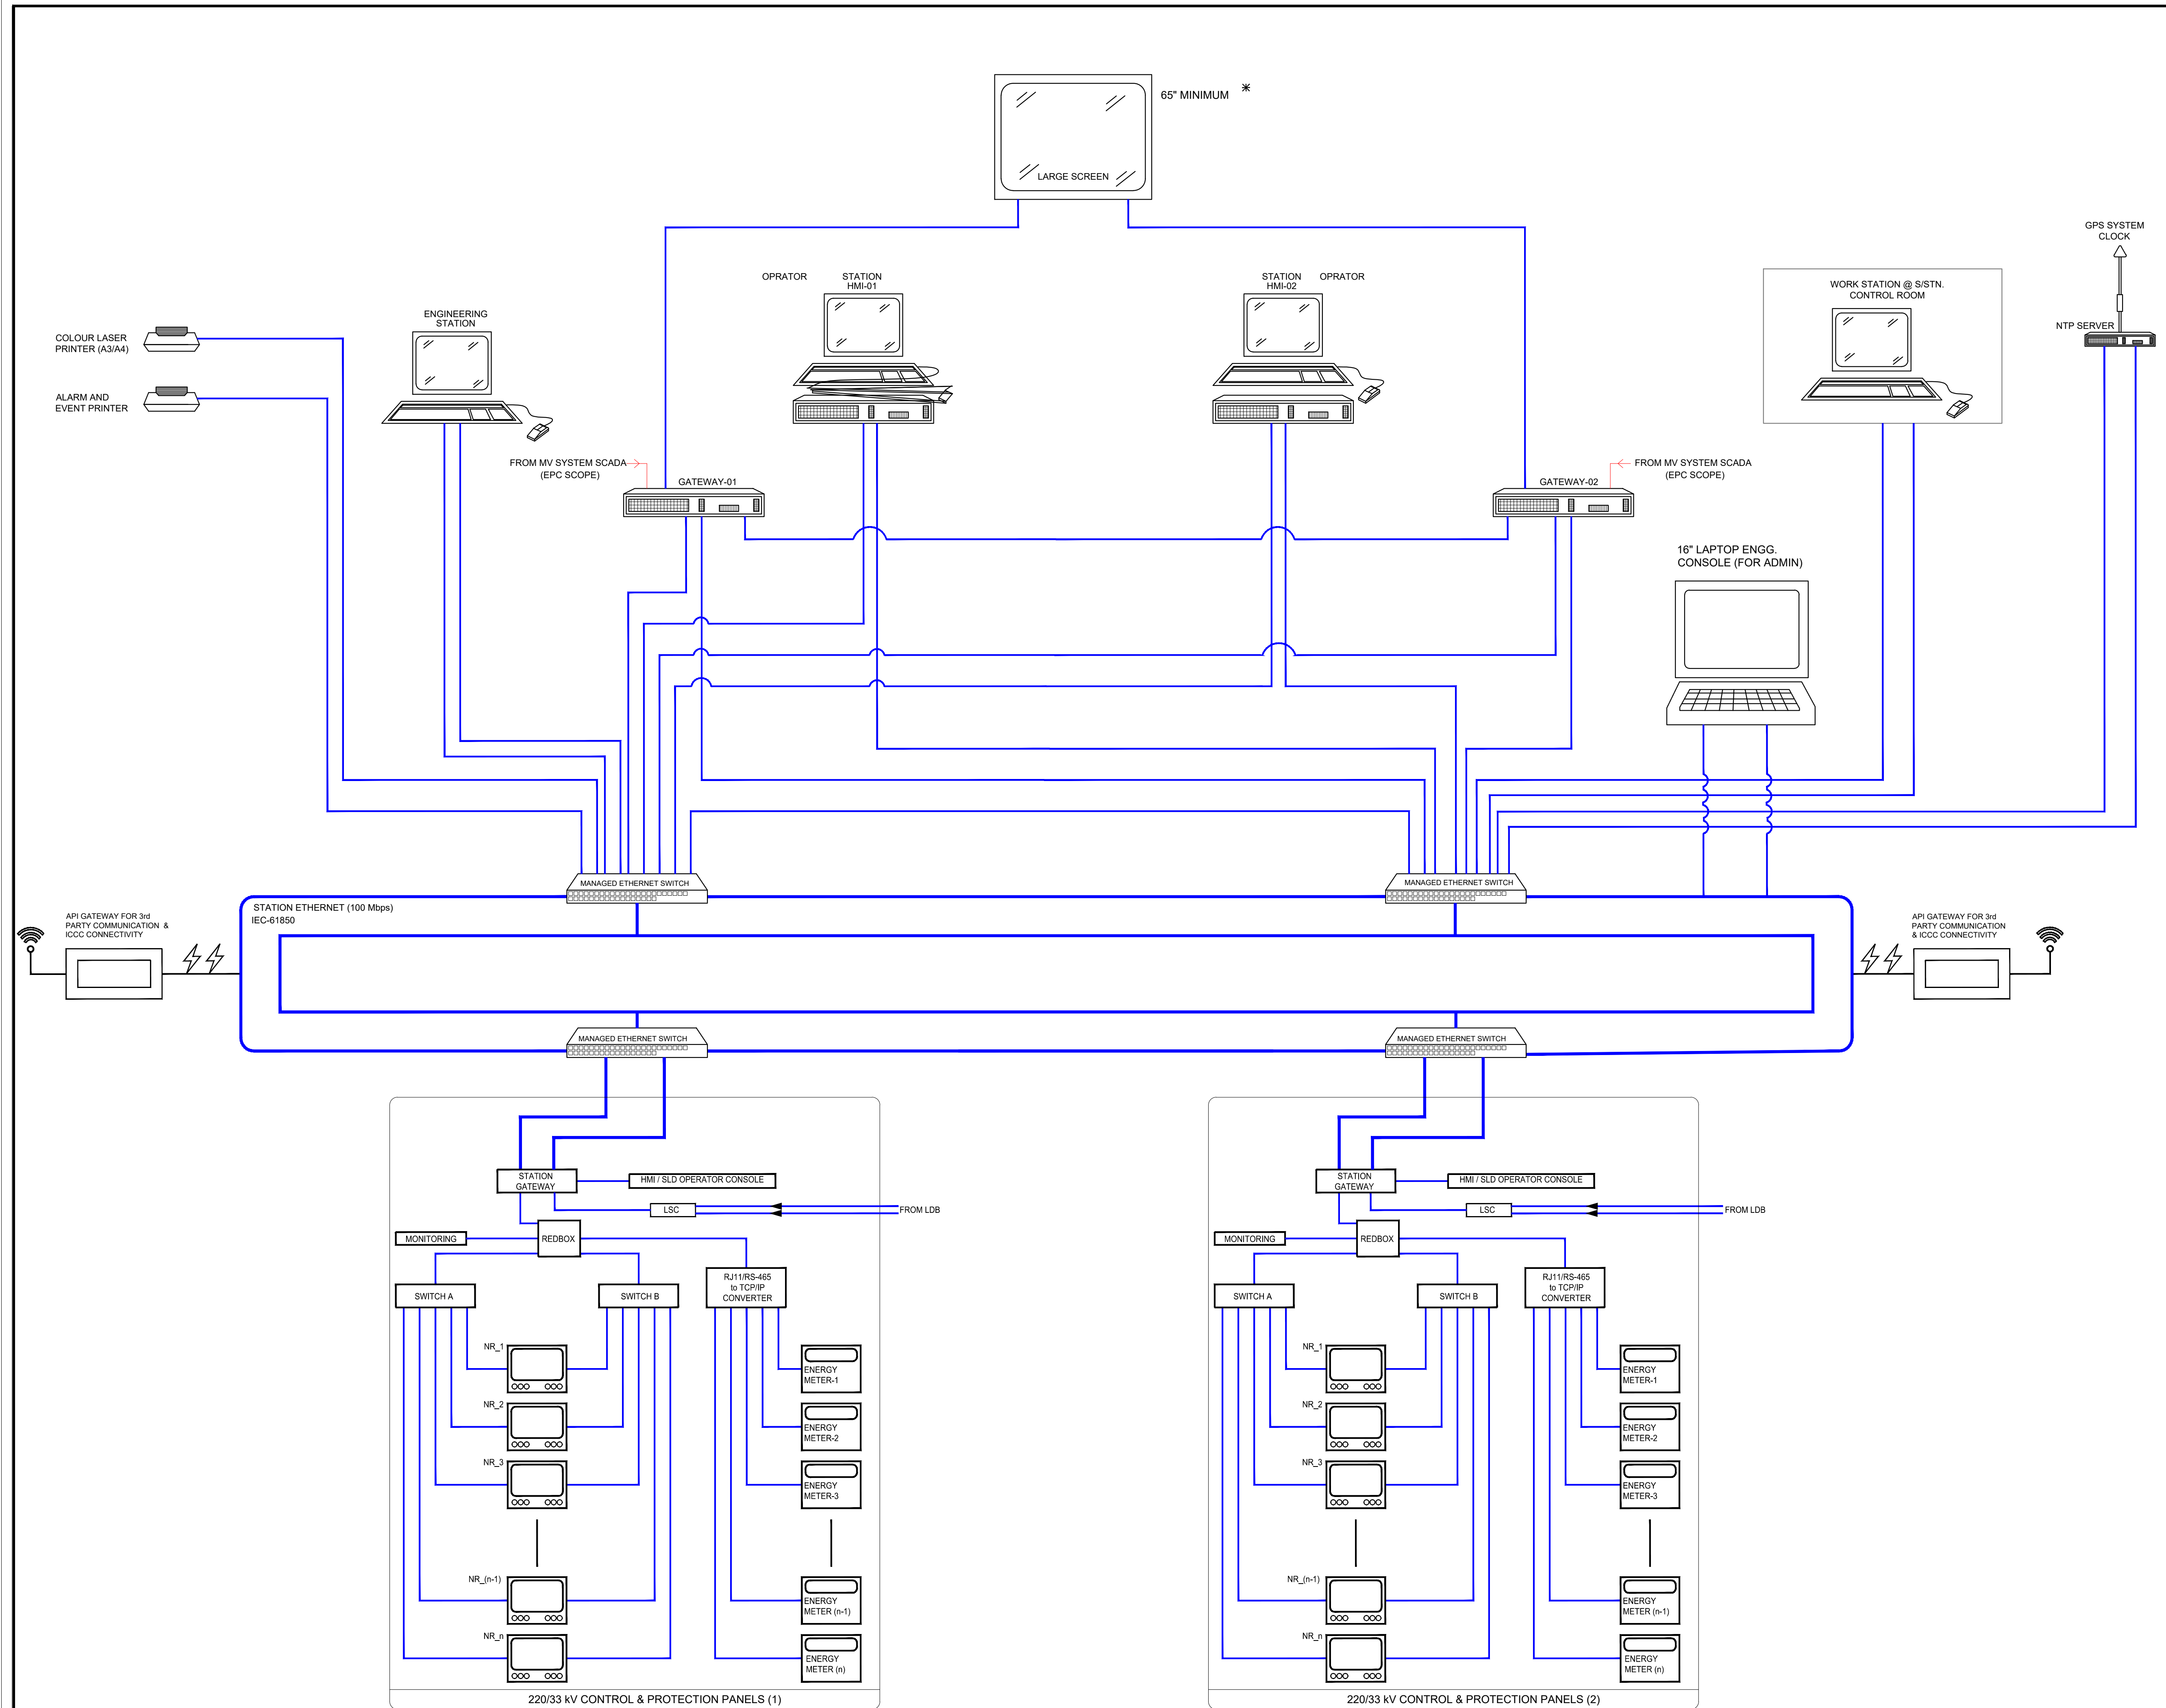 65" MINIMUM *
LARGE SCREEN
GPS SYSTEM
CLOCK
OPRATOR
STATION
HMI-01
STATION
HMI-02
OPRATOR
WORK STATION @ S/STN.
CONTROL ROOM
ENGINEERING
STATION
NTP SERVER
COLOUR LASER
PRINTER (A3/A4)
ALARM AND
EVENT PRINTER
FROM MV SYSTEM SCADA
(EPC SCOPE)
GATEWAY-01
GATEWAY-02
FROM MV SYSTEM SCADA
(EPC SCOPE)
16" LAPTOP ENGG.
CONSOLE (FOR ADMIN)
MANAGED ETHERNET SWITCH
MANAGED ETHERNET SWITCH
STATION ETHERNET (100 Mbps)
IEC-61850
API GATEWAY FOR 3rd
PARTY COMMUNICATION &
ICCC CONNECTIVITY
API GATEWAY FOR 3rd
PARTY COMMUNICATION
& ICCC CONNECTIVITY
MANAGED ETHERNET SWITCH
MANAGED ETHERNET SWITCH
STATION
GATEWAY
HMI / SLD OPERATOR CONSOLE
LSC
FROM LDB
MONITORING
REDBOX
SWITCH A
SWITCH B
RJ11/RS-465
to TCP/IP
CONVERTER
NR_1
ENERGY
METER-1
NR_2
ENERGY
METER-2
NR_3
ENERGY
METER-3
NR_(n-1)
ENERGY
METER (n-1)
NR_n
ENERGY
METER (n)
220/33 kV CONTROL & PROTECTION PANELS (1)
STATION
GATEWAY
HMI / SLD OPERATOR CONSOLE
LSC
FROM LDB
MONITORING
REDBOX
SWITCH A
SWITCH B
RJ11/RS-465
to TCP/IP
CONVERTER
NR_1
ENERGY
METER-1
NR_2
ENERGY
METER-2
NR_3
ENERGY
METER-3
NR_(n-1)
ENERGY
METER (n-1)
NR_n
ENERGY
METER (n)
220/33 kV CONTROL & PROTECTION PANELS (2)